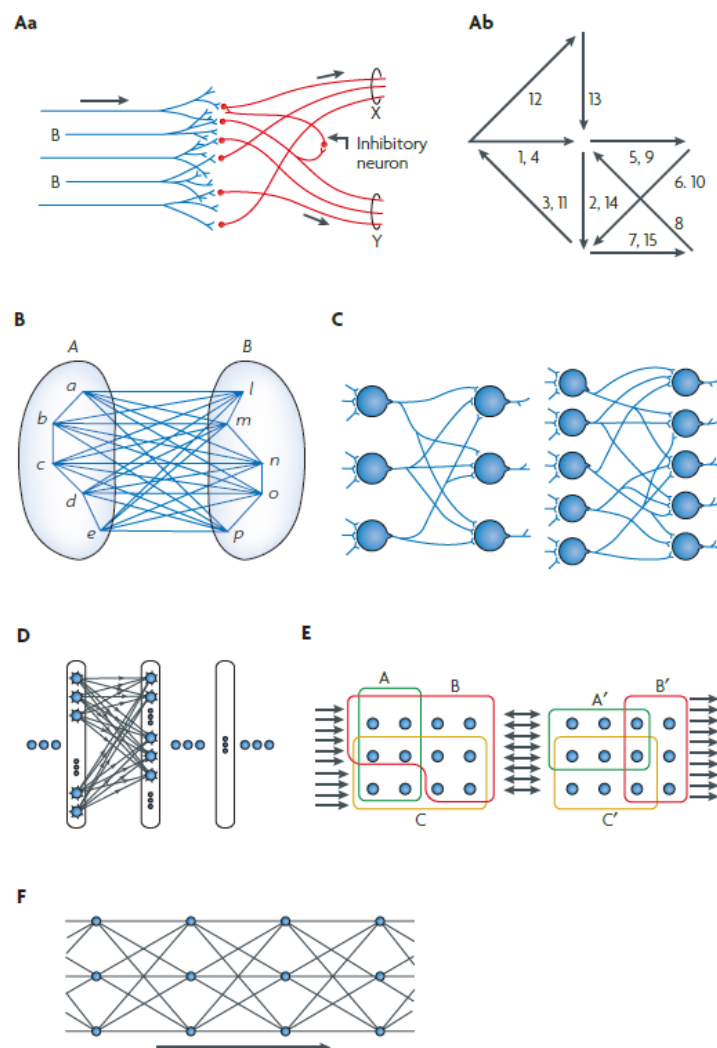 Aa
Ab
B
B
X
Y
Inhibitory
neuron
12
13
1, 4
5, 9
3, 11
2, 14
6. 10
8
7, 15
B
C
A
B
a
b
c
d
e
l
m
n
o
p
D
E
A
B
C
A′
B′
C′
F